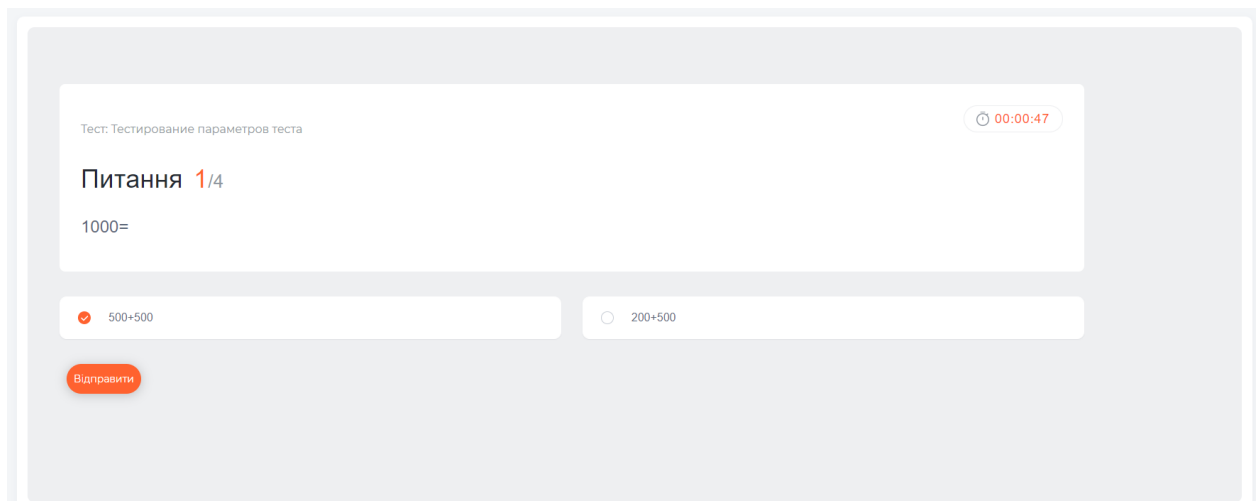 Тест: Тестирование параметров теста
00:00:47
Питання 1/4
1000=
500+500
200+500
Відправити